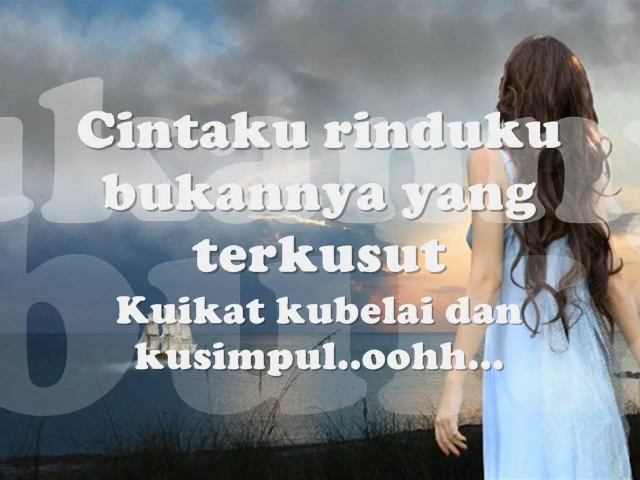 Cintaku rinduku
bukannya yang
terkusut
Kuikat kubelai dan
kusimpul..oohh...